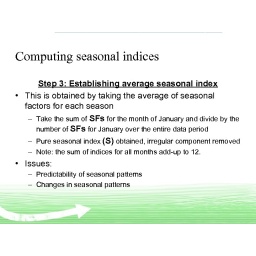 Computing seasonal indices
Step 3: Establishing average seasonal index
• This is obtained by taking the average of seasonal
factors for each season
– Take the sum of SFs for the month of January and divide by the
number of SFs for January over the entire data period
– Pure seasonal index (S) obtained, irregular component removed
– Note: the sum of indices for all months add-up to 12.
• Issues:
– Predictability of seasonal patterns
– Changes in seasonal patterns